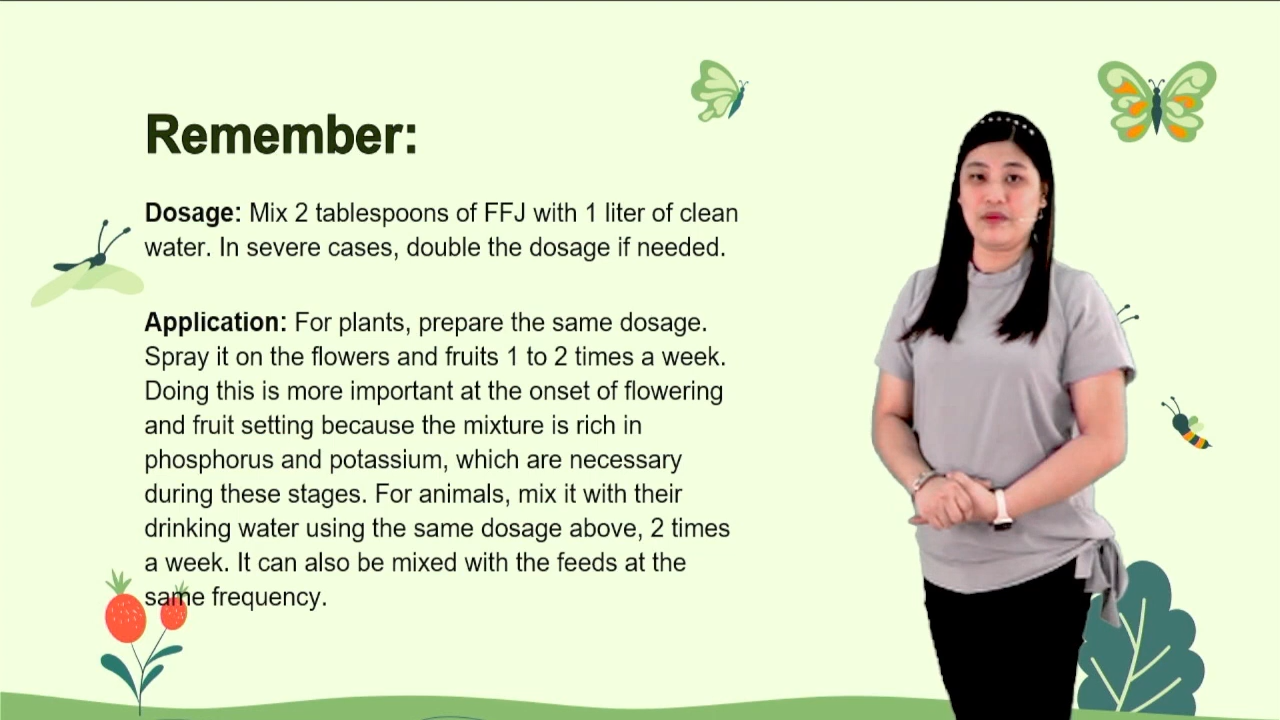 Remember:
Dosage: Mix 2 tablespoons of FFJ with 1 liter of clean
water. In severe cases, double the dosage if needed.
Application: For plants, prepare the same dosage.
Spray it on the flowers and fruits 1 to 2 times a week.
Doing this is more important at the onset of flowering
and fruit setting because the mixture is rich in
phosphorus and potassium, which are necessary
during these stages. For animals, mix it with their
drinking water using the same dosage above, 2 times
a week. It can also be mixed with the feeds at the
same frequency.